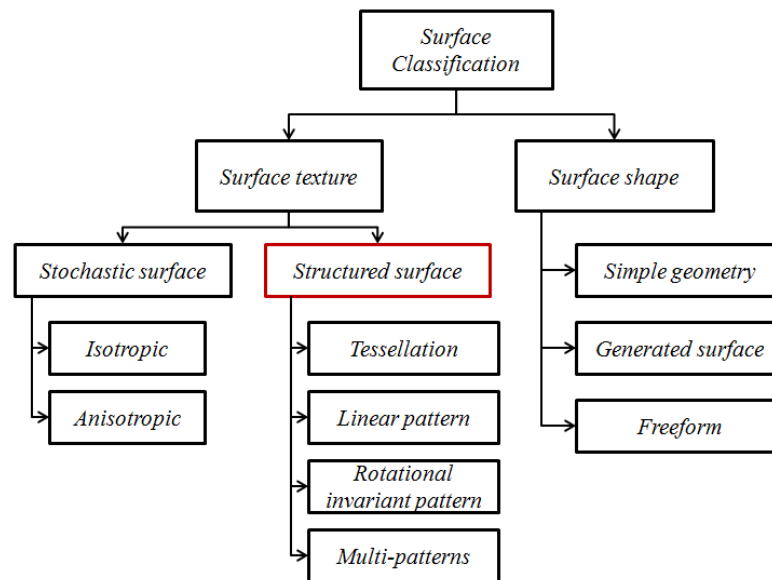 Surface
Classification
Surface texture
Surface shape
Stochastic surface
Structured surface
Simple geometry
Isotropic
Tessellation
Generated surface
Anisotropic
Linear pattern
Freeform
Rotational
invariant pattern
Multi-patterns